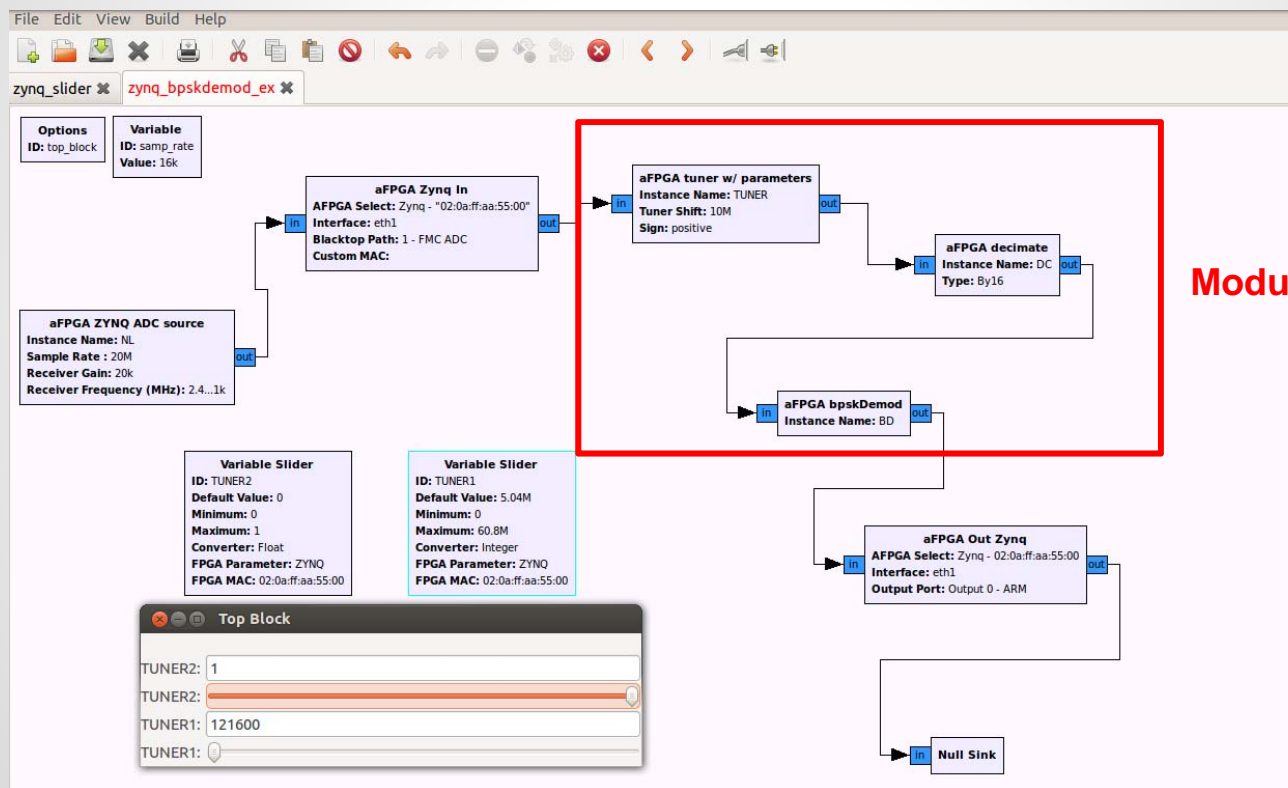 File Edit View Build Help
zynq_slider
zynq_bpskdemod_ex
Options
ID: top_block
Variable
ID: samp_rate
Value: 16k
aFPGA Zynq In
AFPGA Select: Zynq - "02:0a:ff:aa:55:00"
Interface: eth1
Blacktop Path: 1 - FMC ADC
Custom MAC:
in
out
aFPGA tuner w/ parameters
Instance Name: TUNER
Tuner Shift: 10M
Sign: positive
in
out
aFPGA decimate
Instance Name: DC
Type: By16
in
out
Modu
aFPGA ZYNQ ADC source
Instance Name: NL
Sample Rate : 20M
Receiver Gain: 20k
Receiver Frequency (MHz): 2.4...1k
out
aFPGA bpskDemod
Instance Name: BD
in
out
Variable Slider
ID: TUNER2
Default Value: 0
Minimum: 0
Maximum: 1
Converter: Float
FPGA Parameter: ZYNQ
FPGA MAC: 02:0a:ff:aa:55:00
Variable Slider
ID: TUNER1
Default Value: 5.04M
Minimum: 0
Maximum: 60.8M
Converter: Integer
FPGA Parameter: ZYNQ
FPGA MAC: 02:0a:ff:aa:55:00
aFPGA Out Zynq
AFPGA Select: Zynq - 02:0a:ff:aa:55:00
Interface: eth1
Output Port: Output 0 - ARM
in
out
Top Block
TUNER2: 1
TUNER2:
TUNER1: 121600
TUNER1:
in
Null Sink